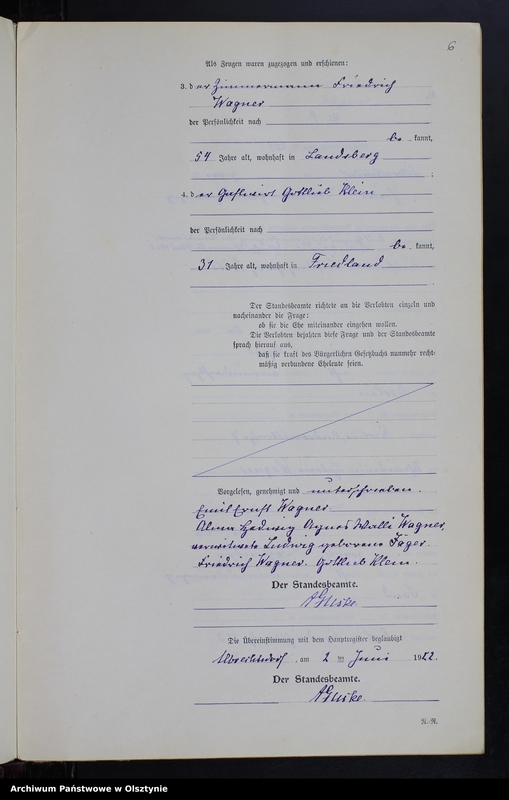 6
Als Zeugen waren zugezogen und erschienen:
3. der Zimmermann Friedrich
Wagner
der Persönlichkeit nach
be kannt,
54 Jahre alt, wohnhaft in Landsberg
;
4. der Gastwirt Gottlieb Klein
der Persönlichkeit nach
be kannt,
31 Jahre alt, wohnhaft in Friedland
.
Der Standesbeamte richtete an die Verlobten einzeln und
nacheinander die Frage:
ob sie die Ehe miteinander eingehen wollen.
Die Verlobten bejahten diese Frage und der Standesbeamte
sprach hierauf aus,
daß sie kraft des Bürgerlichen Gesetzbuchs nunmehr recht-
mäßig verbundene Eheleute seien.
Vorgelesen, genehmigt und unterschrieben.
Emil Ernst Wagner
Alma Hedwig Agnes Walli Wagner,
verwitwete Ludwig geborene Jäger.
Friedrich Wagner. Gottlieb Klein.
Der Standesbeamte.
Die Übereinstimmung mit dem Hauptregister beglaubigt
, am 2 ten Juni 1922.
Der Standesbeamte.
R.-R.
Archiwum Państwowe w Olsztynie